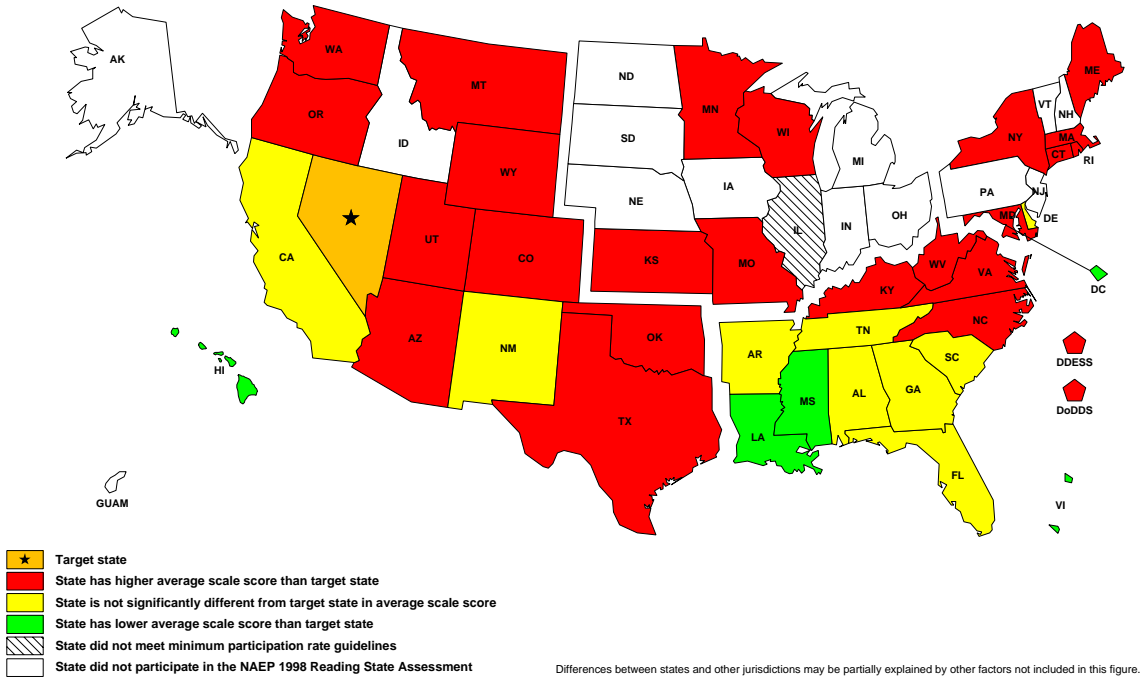 AK
WA
MT
OR
ID
WY
ND
SD
NE
MN
WI
MI
IA
IL
IN
OH
PA
NY
VT
NH
ME
MA
CT
RI
NJ
DE
MD
DC
CA
UT
CO
KS
MO
KY
WV
VA
NC
TN
SC
AZ
NM
OK
AR
TX
LA
MS
AL
GA
FL
HI
GUAM
DDESS
DoDDS
VI
Target state
State has higher average scale score than target state
State is not significantly different from target state in average scale score
State has lower average scale score than target state
State did not meet minimum participation rate guidelines
State did not participate in the NAEP 1998 Reading State Assessment
Differences between states and other jurisdictions may be partially explained by other factors not included in this figure.